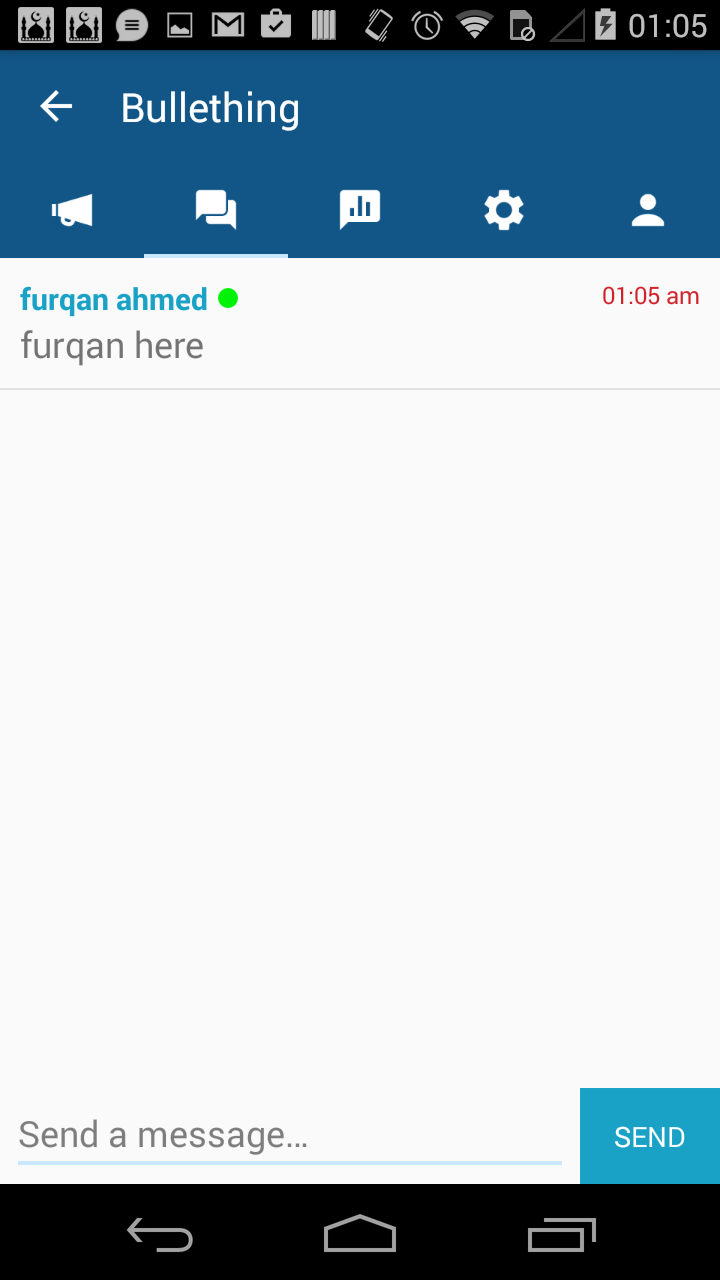 01:05
Bullething
furqan ahmed
01:05 am
furqan here
Send a message...
SEND